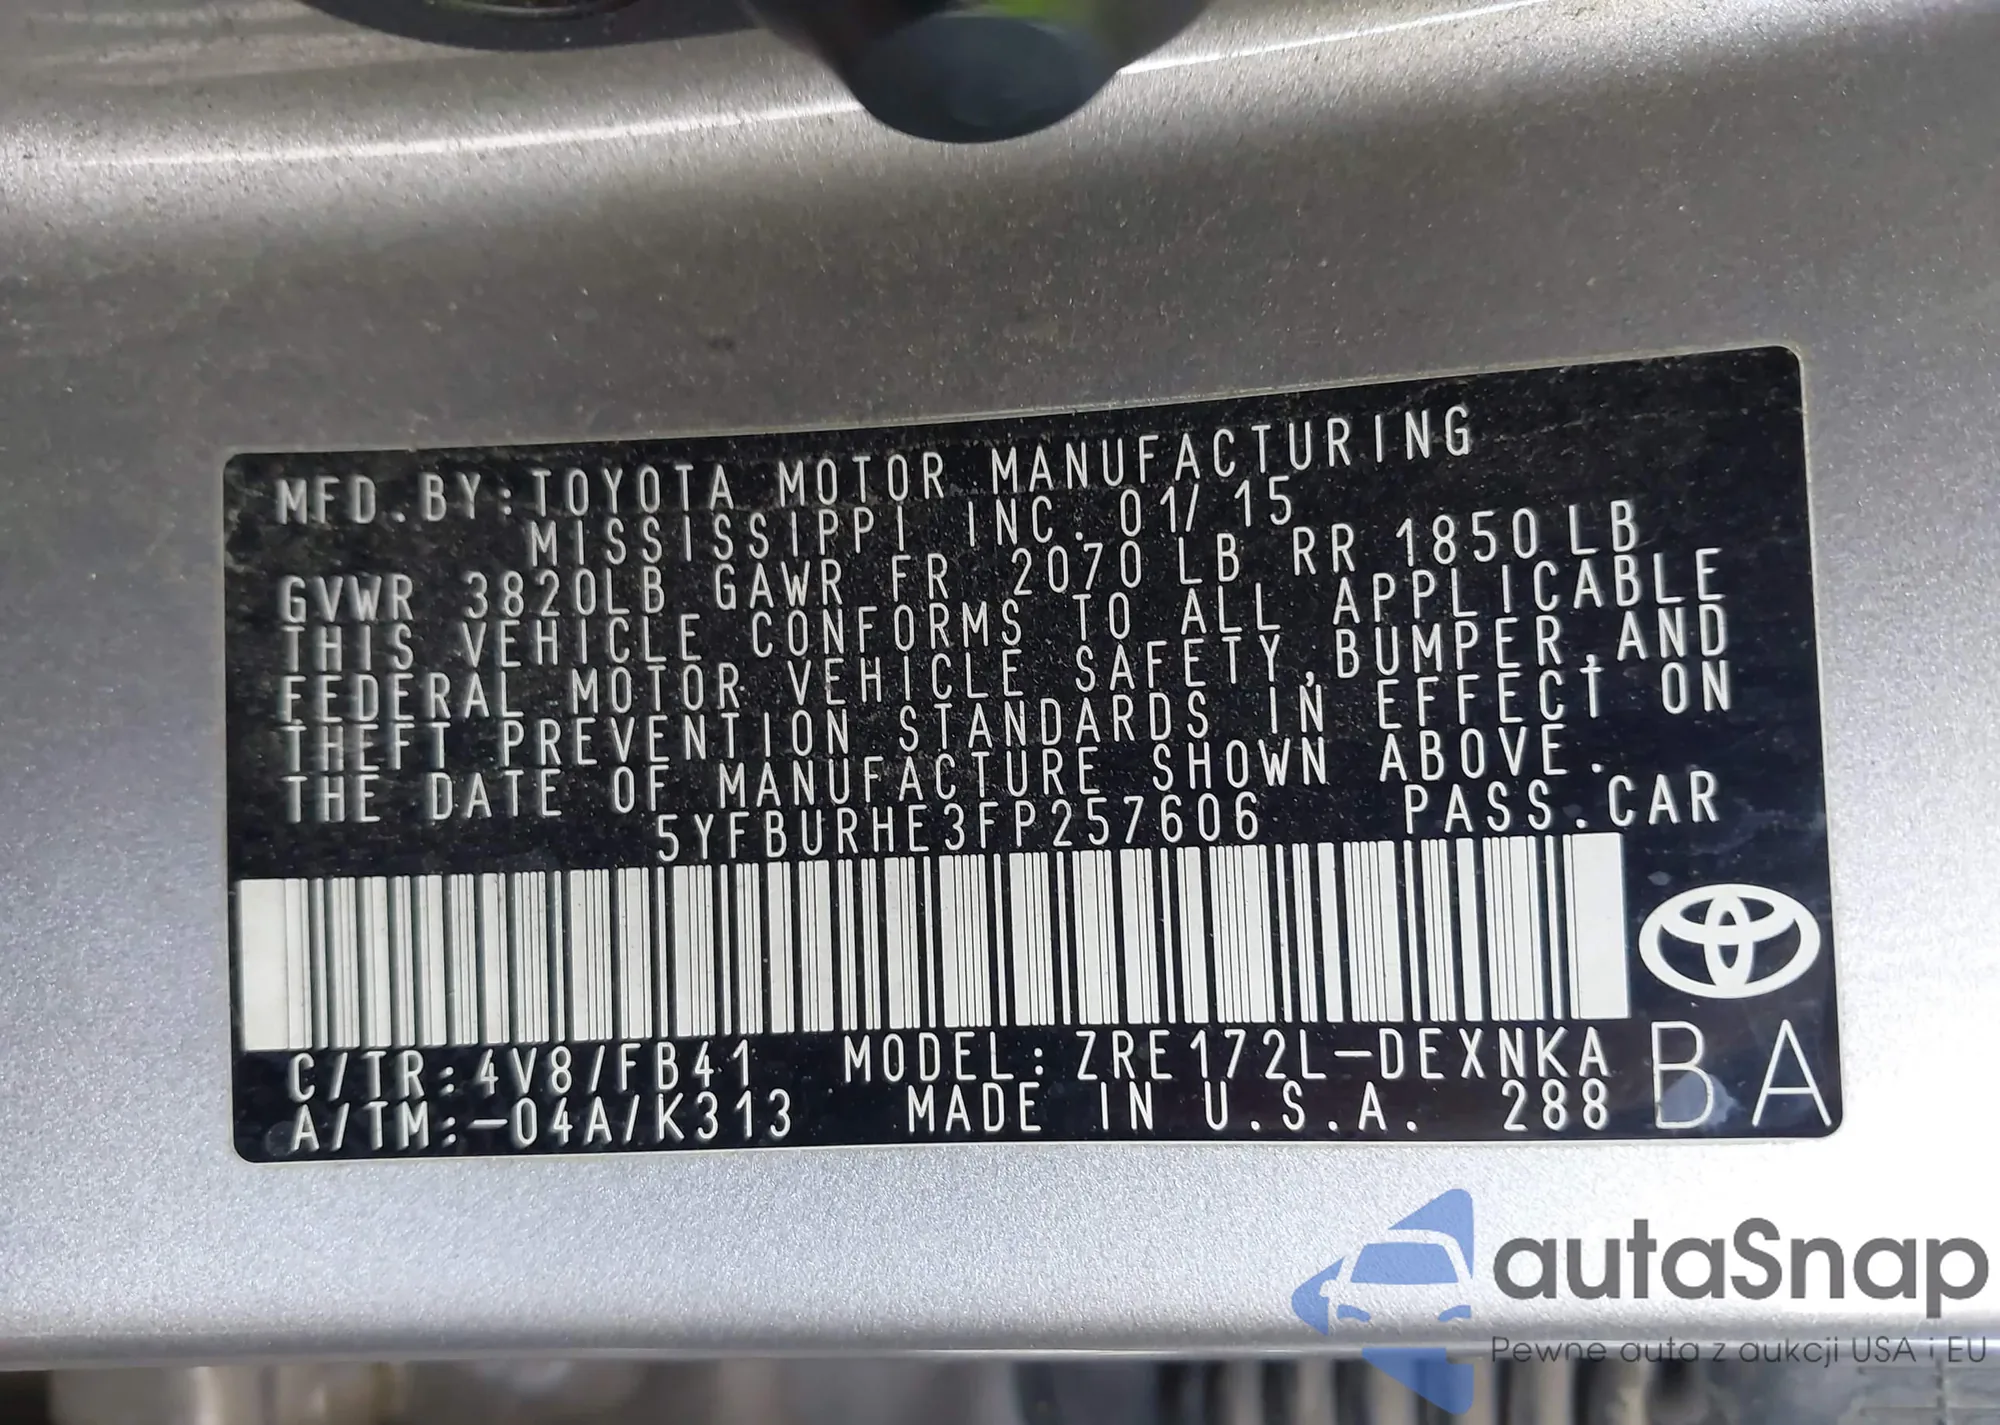 MFD.BY:TOYOTA MOTOR MANUFACTURING
MISSISSIPPI INC. 01/15
GVWR 3820LB GAWR FR 2070 LB RR 1850LB
THIS VEHICLE CONFORMS TO ALL APPLICABLE
FEDERAL MOTOR VEHICLE SAFETY,BUMPER,AND
THEFT PREVENTION STANDARDS IN EFFECT ON
THE DATE OF MANUFACTURE SHOWN ABOVE.
5YFBURHE3FP257606 PASS.CAR
C/TR:4V8/FB41 MODEL:ZRE172L-DEXNKA
A/TM:-04A/K313 MADE IN U.S.A. 288
BA
autaSnap
Pewne auta z aukcji USA i EU